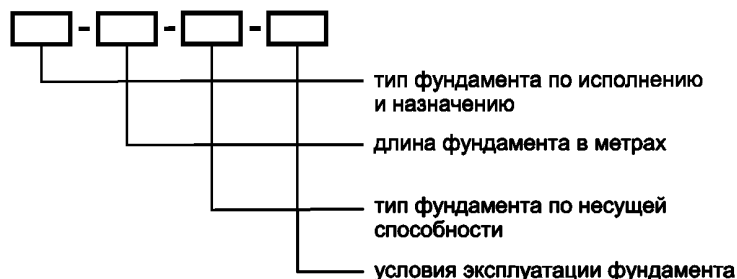 тип фундамента по исполнению
и назначению
длина фундамента в метрах
тип фундамента по несущей
способности
условия эксплуатации фундамента